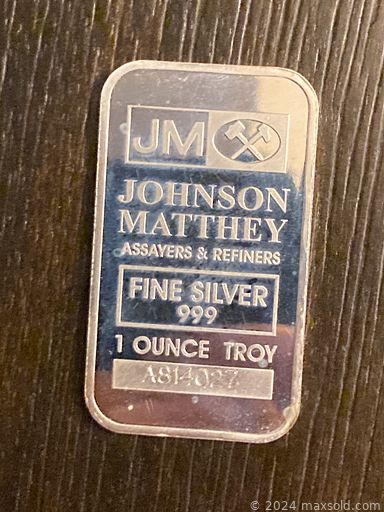 JM
JOHNSON
MATTHEY
ASSAYERS & REFINERS
FINE SILVER
999
1 OUNCE TROY
A814027
© 2024 maxsold.com